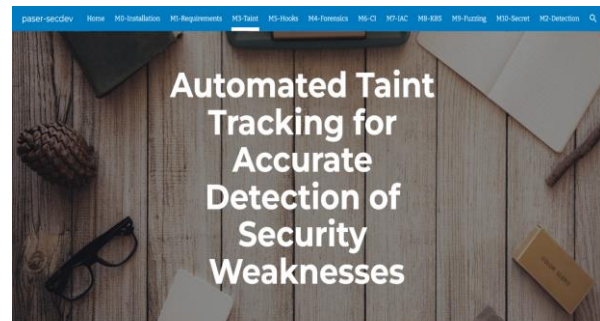 paser-secdev Home M0-Installation M1-Requirements M3-Taint M5-Hooks M4-Forensics M6-CI M7-IAC M8-K8S M9-Fuzzing M10-Secret M2-Detection
Automated Taint
Tracking for
Accurate
Detection of
Security
Weaknesses